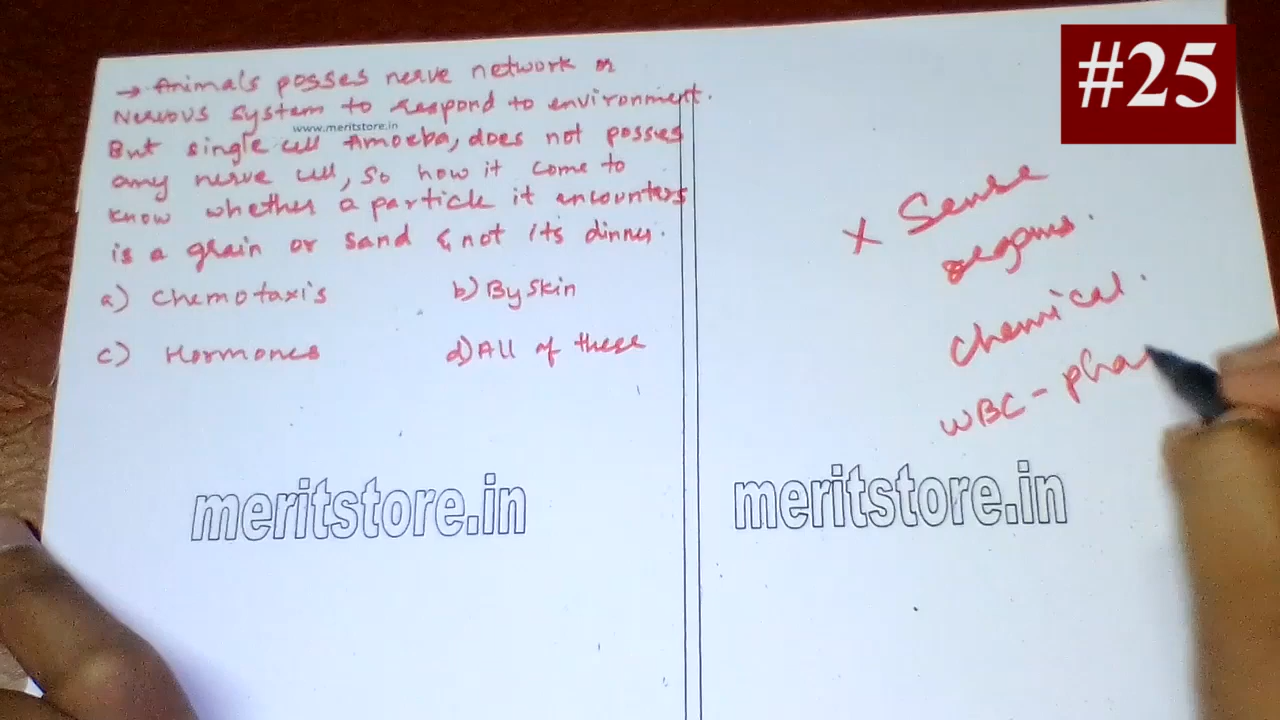 #25
→ Animals posses nerve network or
Nervous system to respond to environment.
www.meritstore.in
But single cell Amoeba, does not posses
any nerve cell, so how it come to
know whether a particle it encounters
is a grain or sand & not its dinner.
a) Chemotaxis b) By skin
c) Hormones d) All of these
x Sense
organs.
chemical.
WBC - pha
meritstore.in meritstore.in